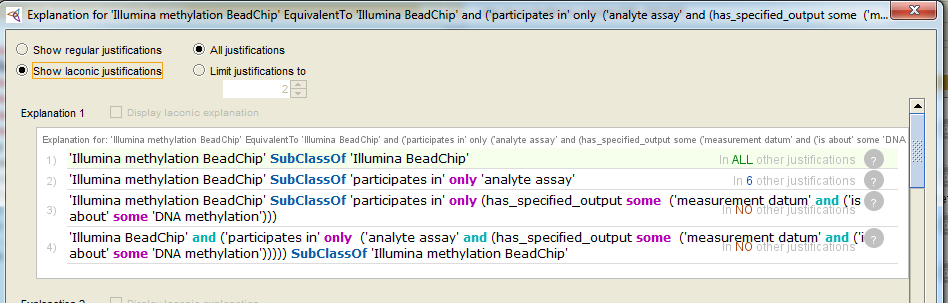 Explanation for 'Illumina methylation BeadChip' EquivalentTo 'Illumina BeadChip' and ('participates in' only ('analyte assay' and (has_specified_output some ('m...
Show regular justifications
All justifications
Show laconic justifications
Limit justifications to
2
Explanation 1
Display laconic explanation
Explanation for: 'Illumina methylation BeadChip' EquivalentTo 'Illumina BeadChip' and ('participates in' only ('analyte assay' and (has_specified_output some ('measurement datum' and ('is about' some 'DNA
1) 'Illumina methylation BeadChip' SubClassOf 'Illumina BeadChip' In ALL other justifications ?
2) 'Illumina methylation BeadChip' SubClassOf 'participates in' only 'analyte assay' In 6 other justifications ?
3) 'Illumina methylation BeadChip' SubClassOf 'participates in' only (has_specified_output some ('measurement datum' and ('is
about' some 'DNA methylation'))) In NO other justifications ?
4) 'Illumina BeadChip' and ('participates in' only ('analyte assay' and (has_specified_output some ('measurement datum' and ('is
about' some 'DNA methylation'))))) SubClassOf 'Illumina methylation BeadChip' In NO other justifications ?
Explanation 2
Display laconic explanation